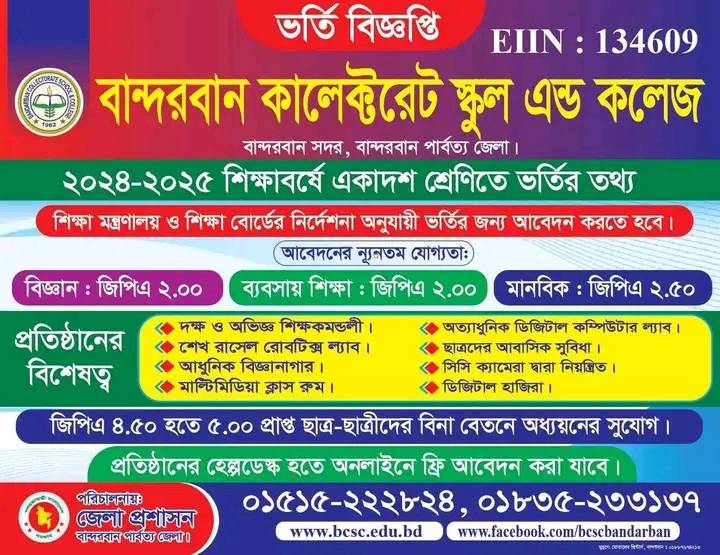 ভর্তি বিজ্ঞপ্তি
EIIN : 134609
বান্দরবান কালেক্টরেট স্কুল এন্ড কলেজ
বান্দরবান সদর, বান্দরবান পার্বত্য জেলা।
২০২৪-২০২৫ শিক্ষাবর্ষে একাদশ শ্রেণিতে ভর্তির তথ্য
শিক্ষা মন্ত্রণালয় ও শিক্ষা বোর্ডের নির্দেশনা অনুযায়ী ভর্তির জন্য আবেদন করতে হবে।
আবেদনের ন্যূনতম যোগ্যতা:
বিজ্ঞান : জিপিএ ২.০০
ব্যবসায় শিক্ষা : জিপিএ ২.০০
মানবিক : জিপিএ ২.৫০
প্রতিষ্ঠানের
বিশেষত্ব
দক্ষ ও অভিজ্ঞ শিক্ষকমন্ডলী।
শেখ রাসেল রোবটিক্স ল্যাব।
আধুনিক বিজ্ঞানাগার।
মাল্টিমিডিয়া ক্লাস রুম।
অত্যাধুনিক ডিজিটাল কম্পিউটার ল্যাব।
ছাত্রদের আবাসিক সুবিধা।
সিসি ক্যামেরা দ্বারা নিয়ন্ত্রিত।
ডিজিটাল হাজিরা।
জিপিএ ৪.৫০ হতে ৫.০০ প্রাপ্ত ছাত্র-ছাত্রীদের বিনা বেতনে অধ্যয়নের সুযোগ।
প্রতিষ্ঠানের হেল্পডেস্ক হতে অনলাইনে ফ্রি আবেদন করা যাবে।
পরিচালনায়:
জেলা প্রশাসন
বান্দরবান পার্বত্য জেলা।
০১৫১৫-২২২৮২৪, ০১৮৩৫-২৩৩১৩৭
www.bcsc.edu.bd
www.facebook.com/bcscbandarban